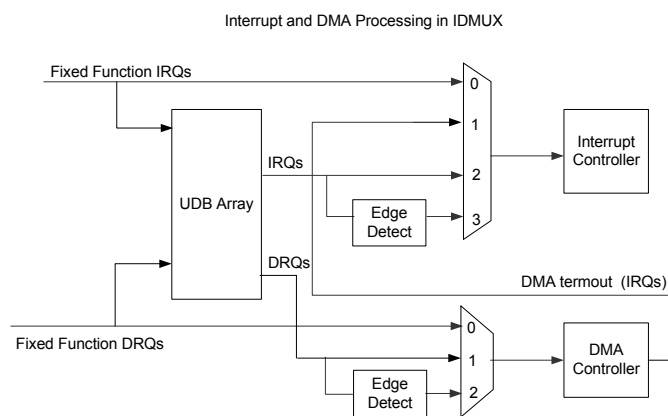 Interrupt and DMA Processing in IDMUX
Fixed Function IRQs
0
1
2
3
Interrupt
Controller
IRQs
UDB Array
Edge
Detect
DRQs
DMA termout (IRQs)
Fixed Function DRQs
0
1
2
DMA
Controller
Edge
Detect